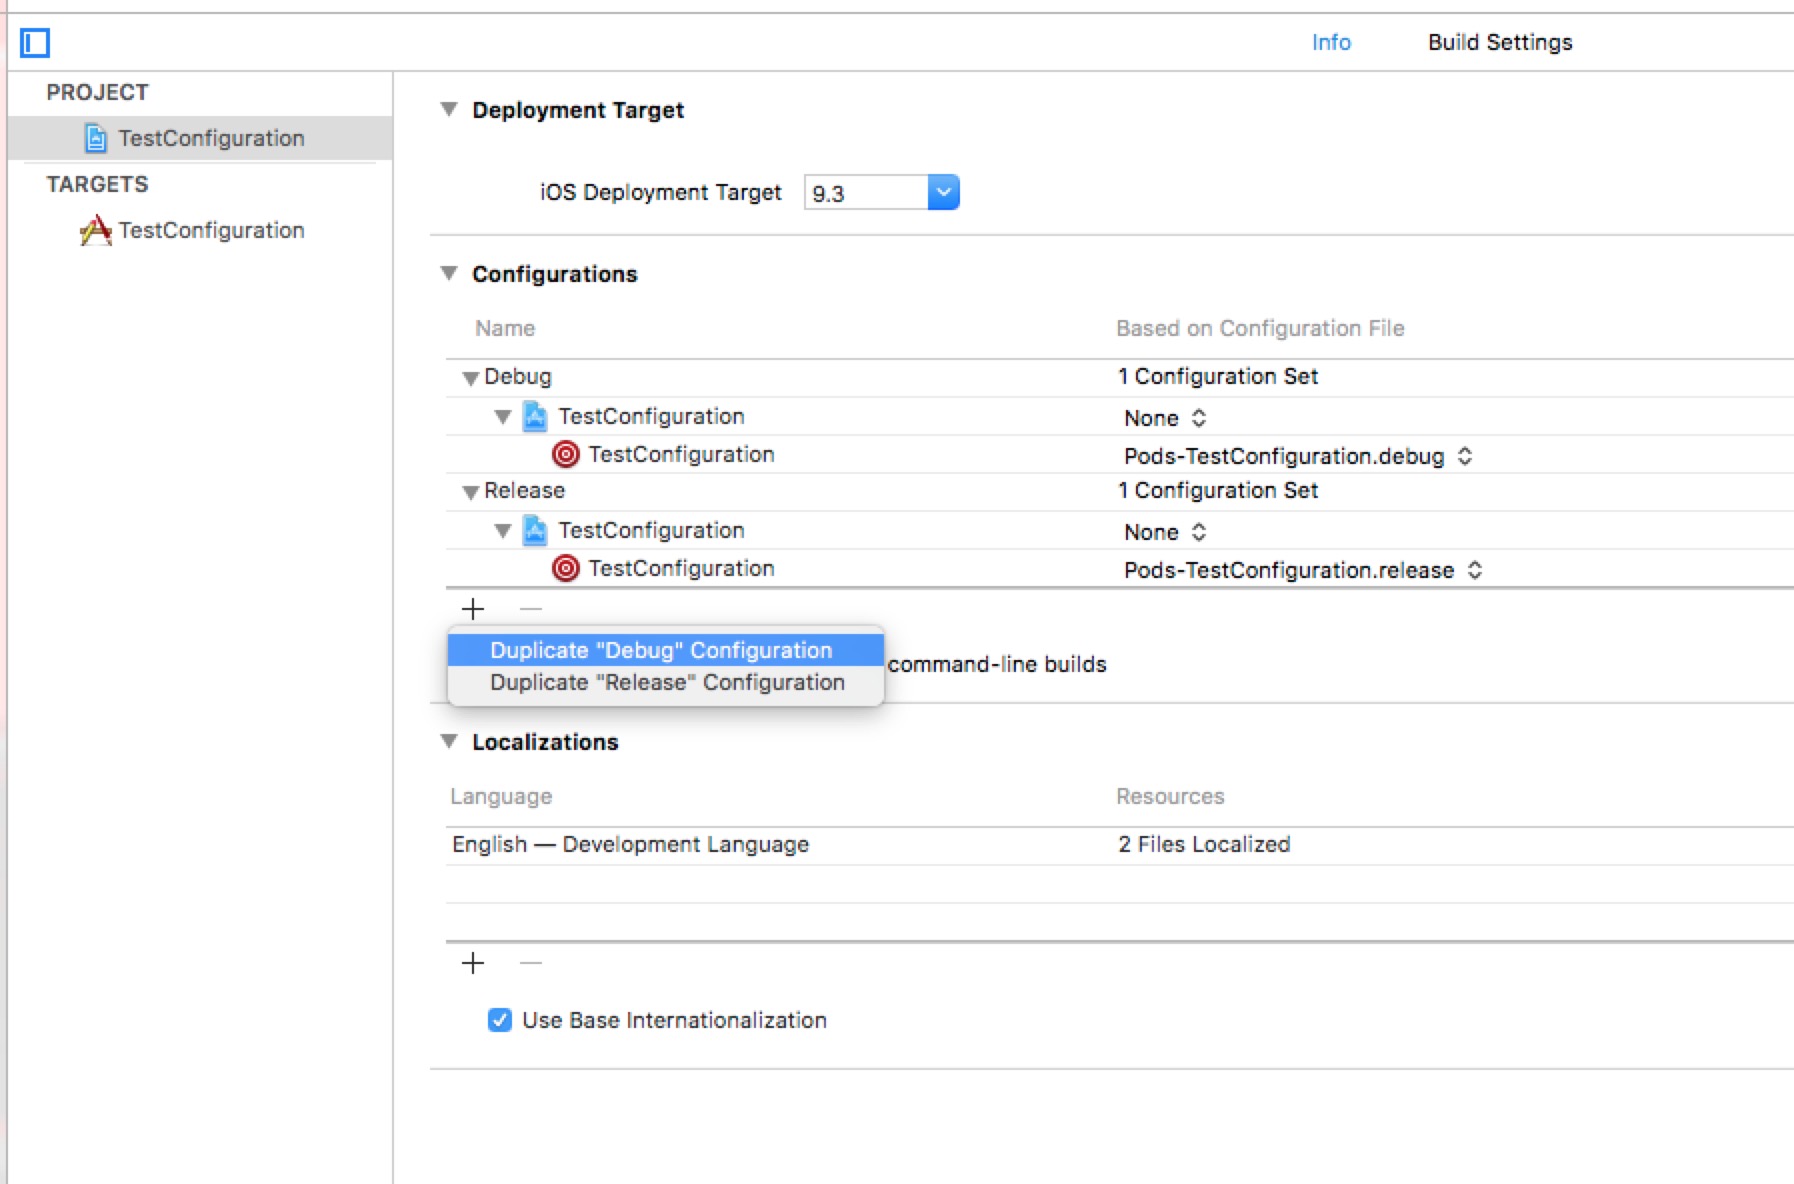 Info Build Settings
PROJECT
TestConfiguration
TARGETS
TestConfiguration
Deployment Target
iOS Deployment Target 9.3
Configurations
Name Based on Configuration File
Debug 1 Configuration Set
TestConfiguration None
TestConfiguration Pods-TestConfiguration.debug
Release 1 Configuration Set
TestConfiguration None
TestConfiguration Pods-TestConfiguration.release
Duplicate "Debug" Configuration
command-line builds
Duplicate "Release" Configuration
Localizations
Language Resources
English — Development Language 2 Files Localized
Use Base Internationalization